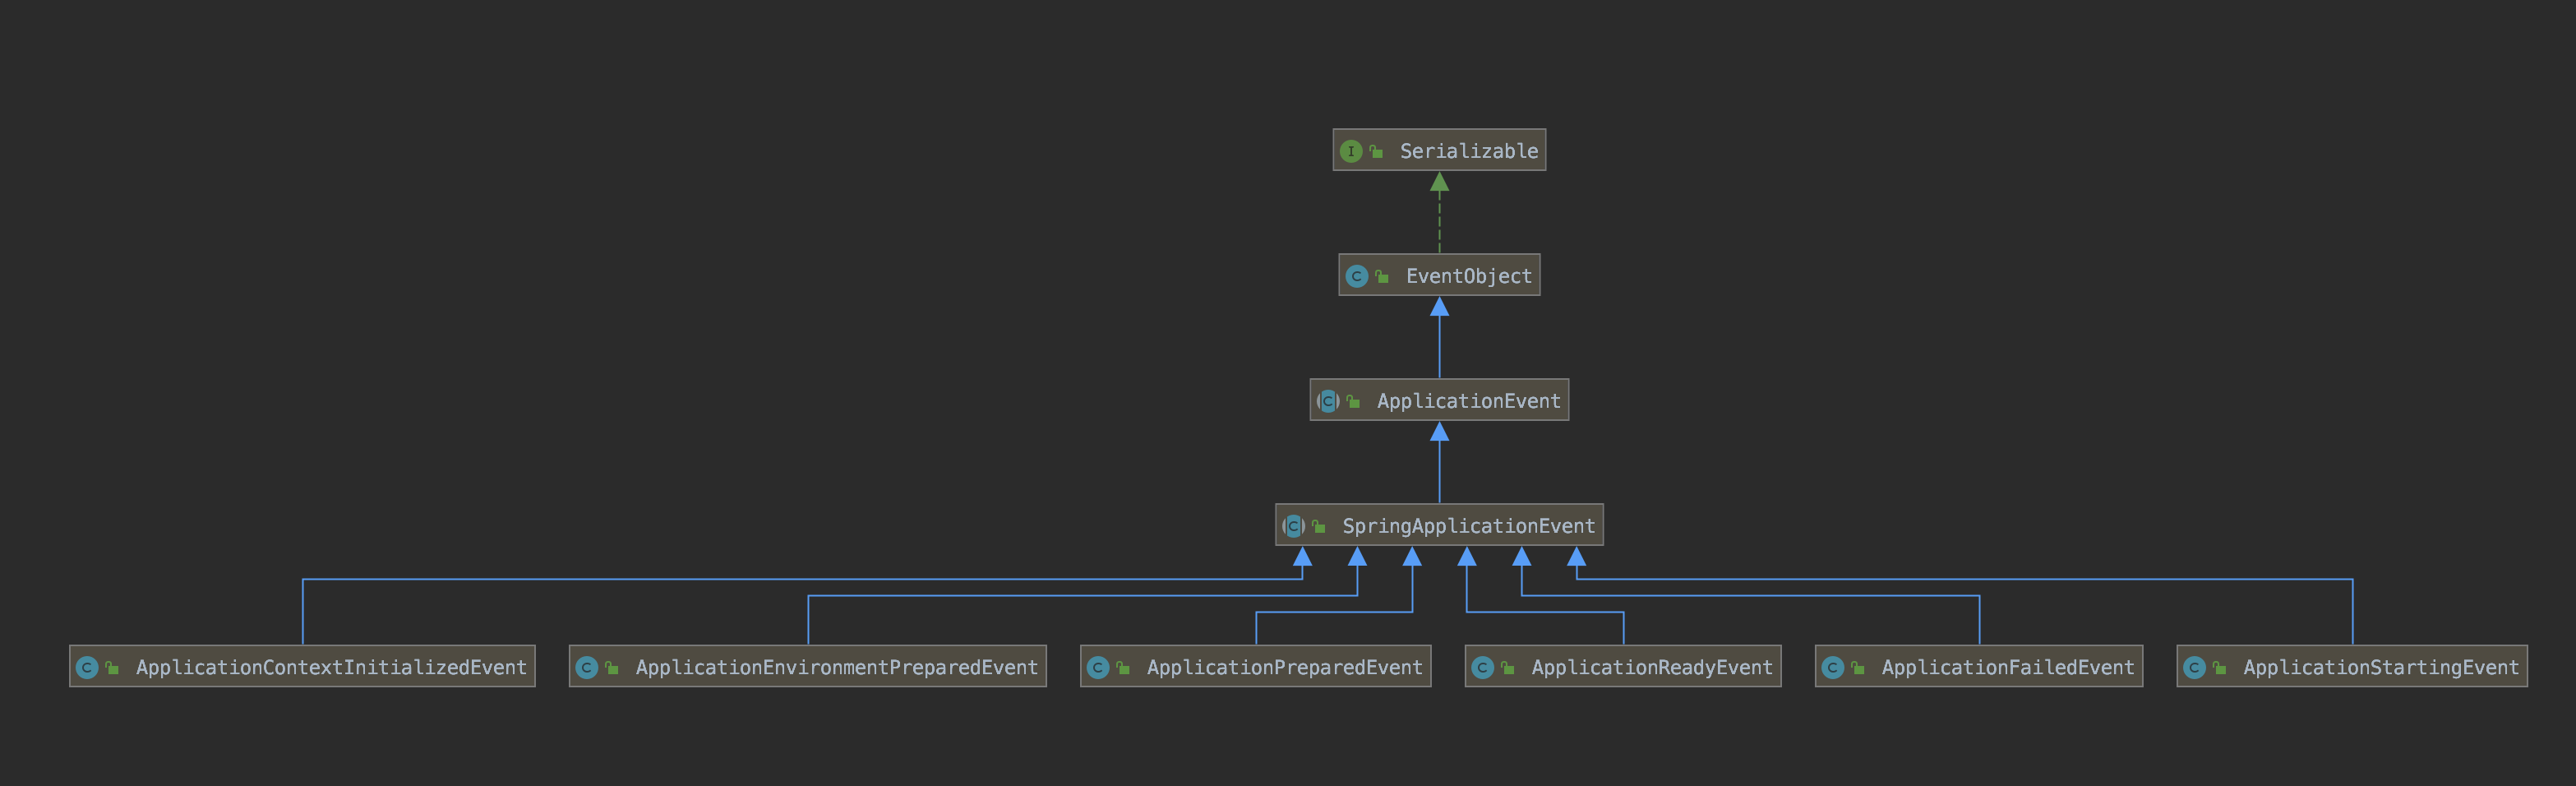 I Serializable
C EventObject
C ApplicationEvent
C SpringApplicationEvent
C ApplicationContextInitializedEvent
C ApplicationEnvironmentPreparedEvent
C ApplicationPreparedEvent
C ApplicationReadyEvent
C ApplicationFailedEvent
C ApplicationStartingEvent